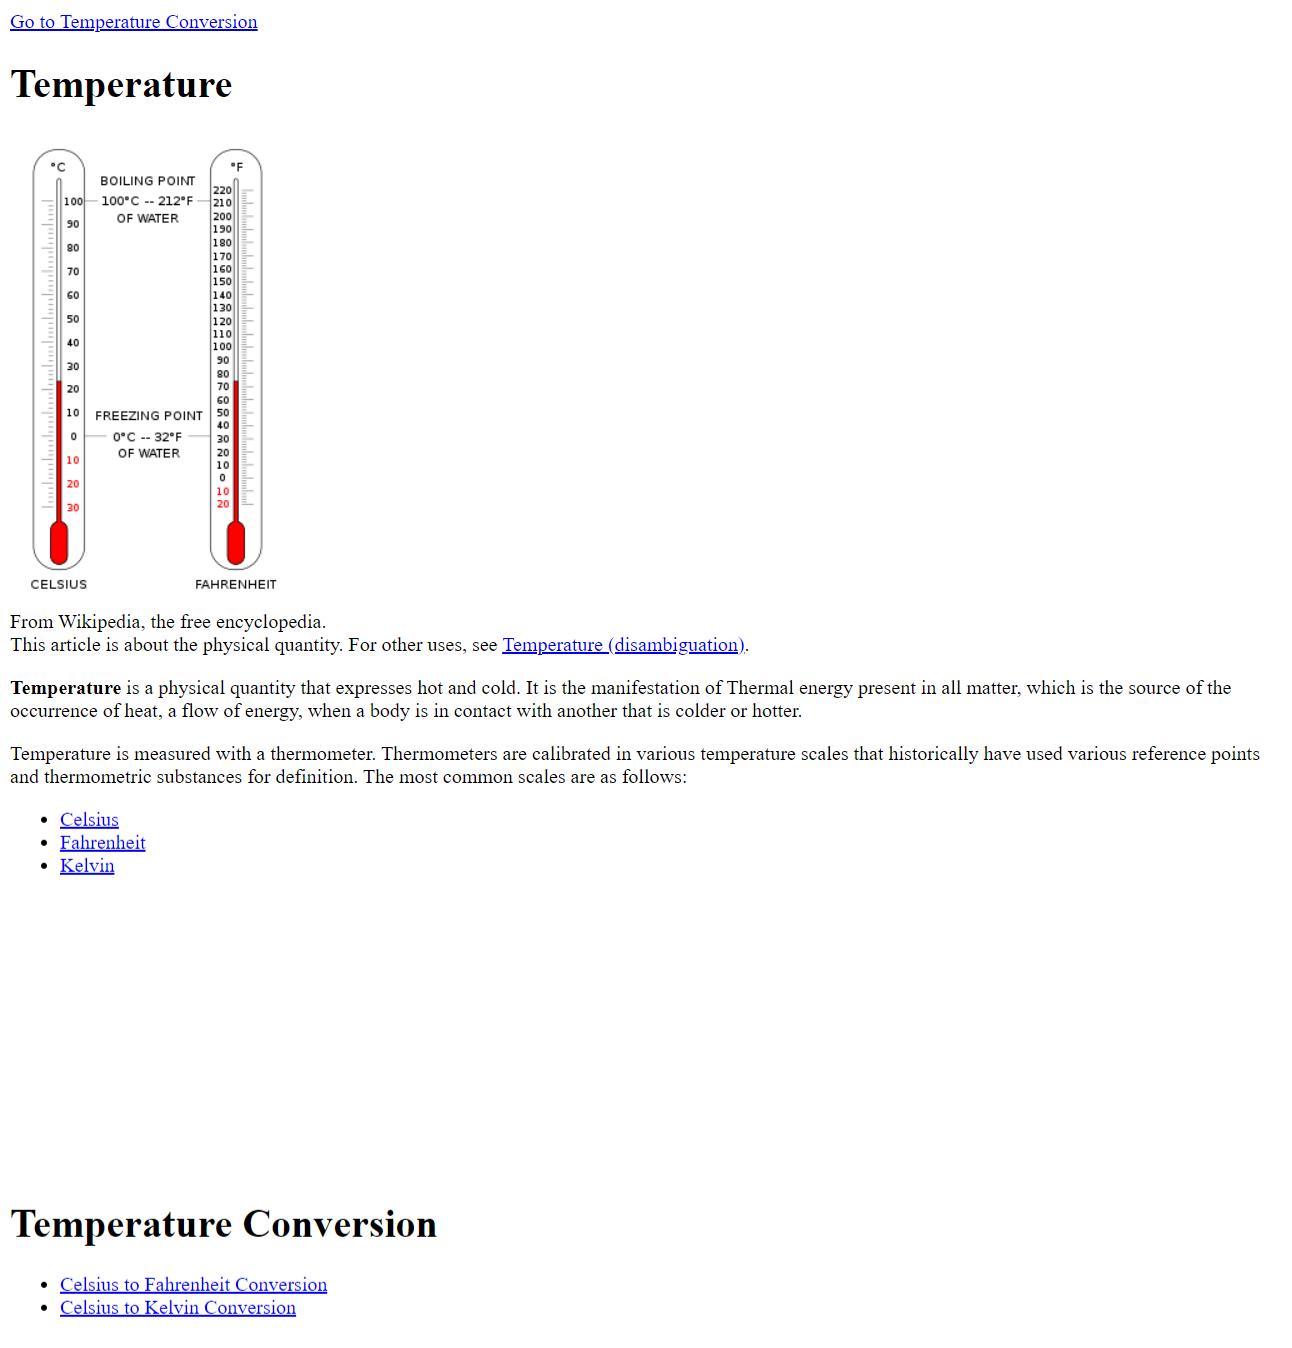 Go to Temperature Conversion
Temperature
°C
°F
BOILING POINT
100°C -- 212°F
OF WATER
100
90
80
70
60
50
40
30
20
10
0
10
20
30
220
210
200
190
180
170
160
150
140
130
120
110
100
90
80
70
60
50
40
30
20
10
0
10
20
FREEZING POINT
0°C -- 32°F
OF WATER
CELSIUS
FAHRENHEIT
From Wikipedia, the free encyclopedia.
This article is about the physical quantity. For other uses, see Temperature (disambiguation).
Temperature is a physical quantity that expresses hot and cold. It is the manifestation of Thermal energy present in all matter, which is the source of the
occurrence of heat, a flow of energy, when a body is in contact with another that is colder or hotter.
Temperature is measured with a thermometer. Thermometers are calibrated in various temperature scales that historically have used various reference points
and thermometric substances for definition. The most common scales are as follows:
• Celsius
• Fahrenheit
• Kelvin
Temperature Conversion
• Celsius to Fahrenheit Conversion
• Celsius to Kelvin Conversion